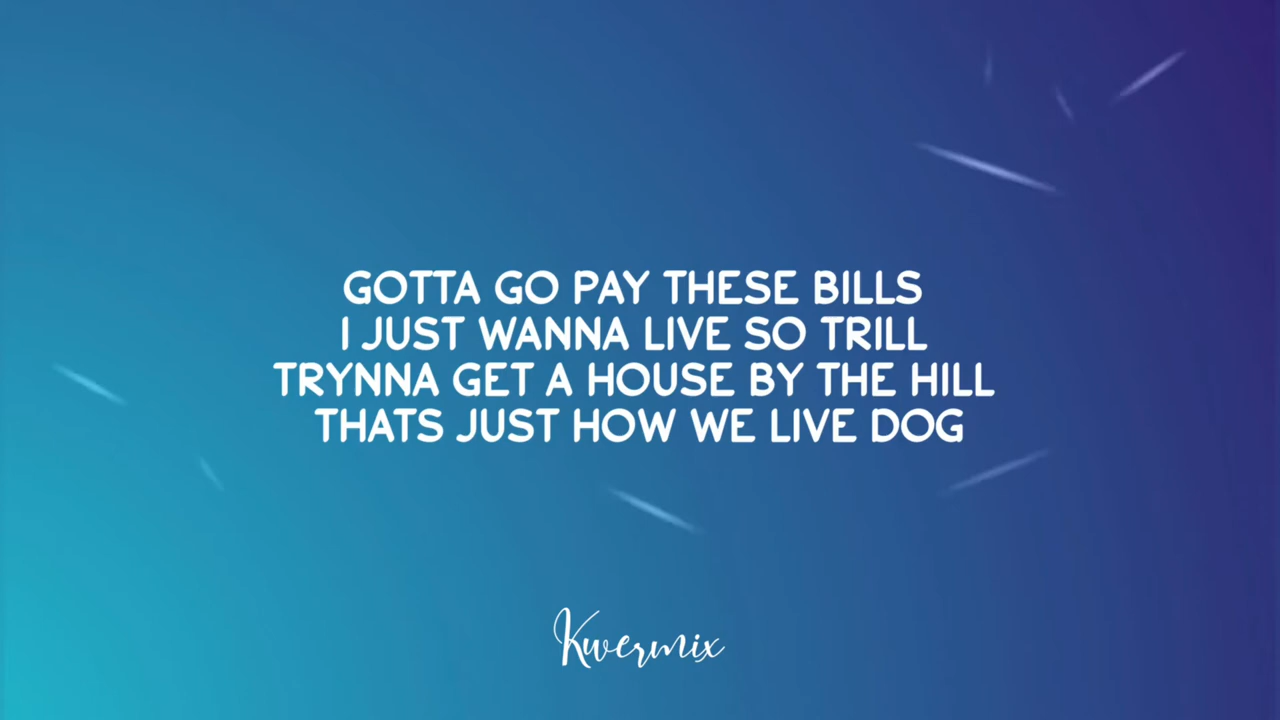 GOTTA GO PAY THESE BILLS
I JUST WANNA LIVE SO TRILL
TRYNNA GET A HOUSE BY THE HILL
THATS JUST HOW WE LIVE DOG
Kwermix